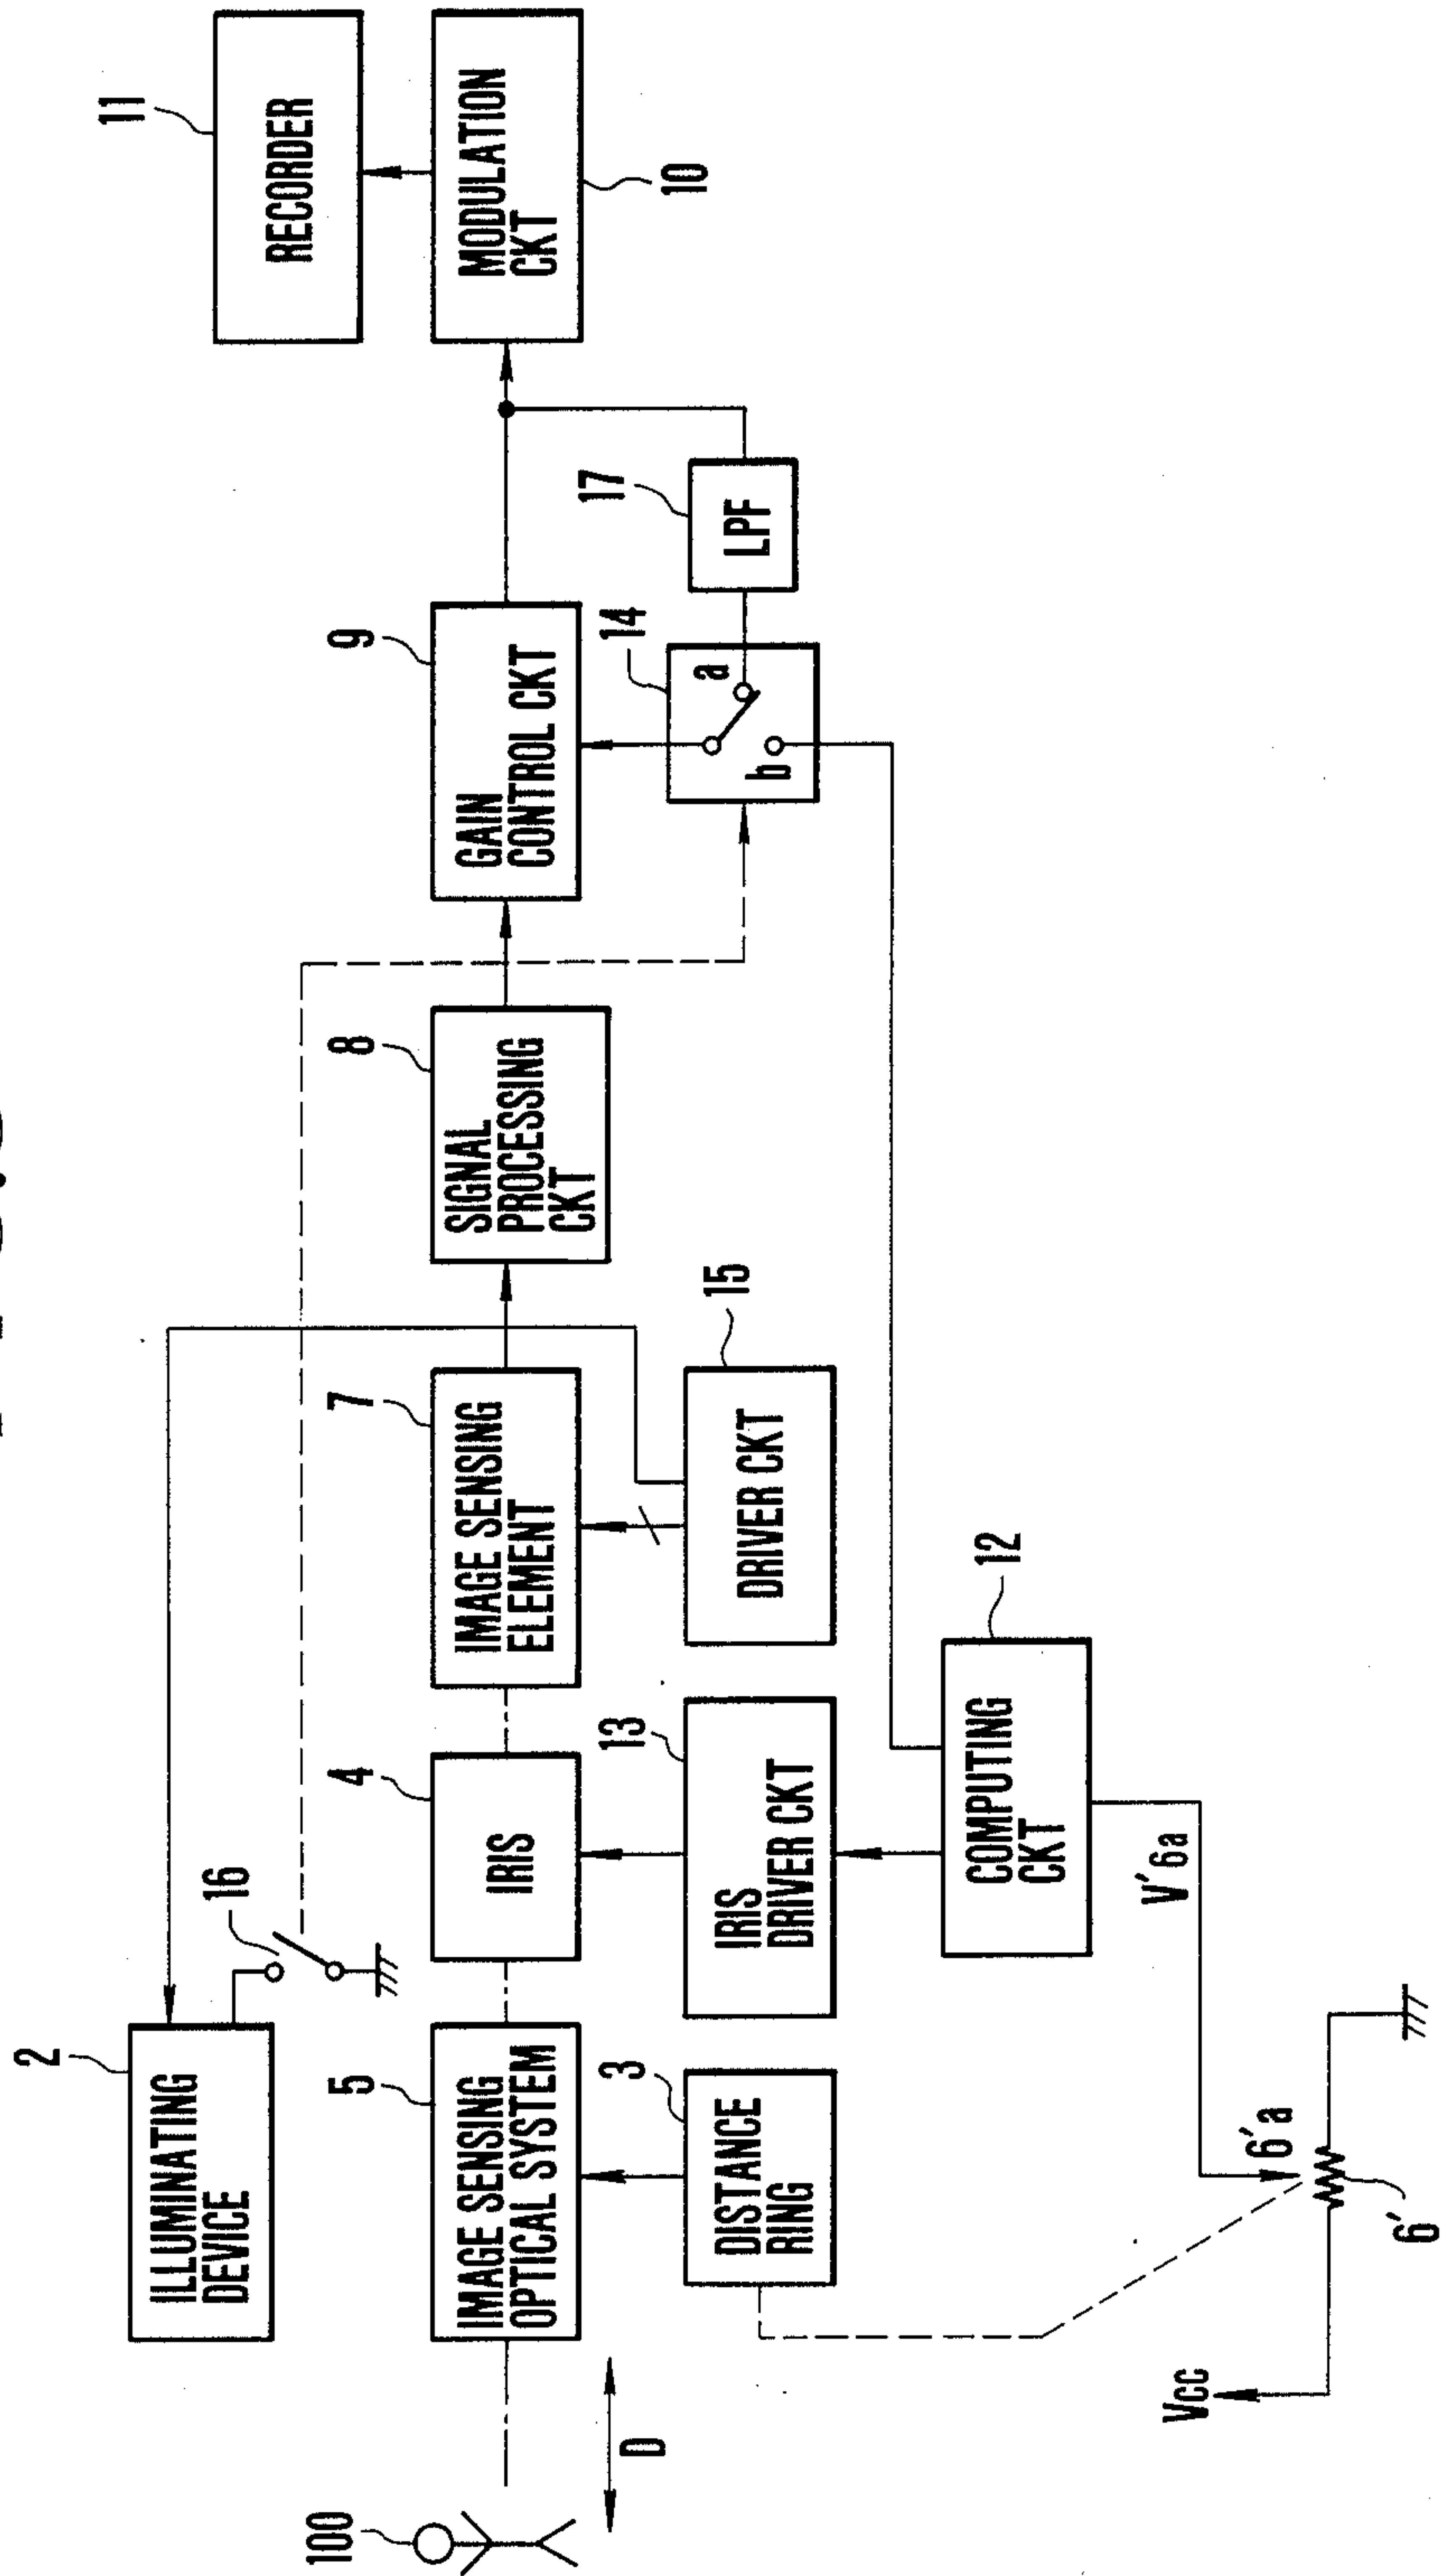 100
D
2
ILLUMINATING
DEVICE
16
5
IMAGE SENSING
OPTICAL SYSTEM
4
IRIS
7
IMAGE SENSING
ELEMENT
8
SIGNAL
PROCESSING
CKT
9
GAIN
CONTROL CKT
10
MODULATION
CKT
11
RECORDER
3
DISTANCE
RING
13
IRIS
DRIVER CKT
15
DRIVER CKT
14
a
b
17
LPF
12
COMPUTING
CKT
V'6a
Vcc
6'a
6'